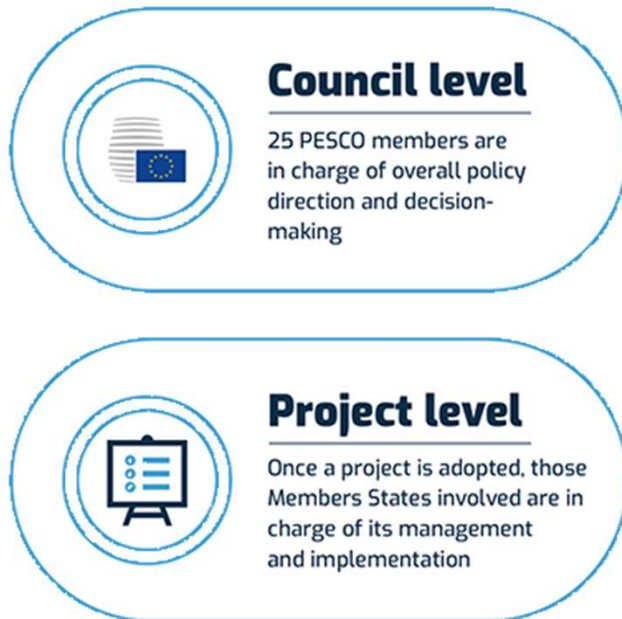 Council level
25 PESCO members are
in charge of overall policy
direction and decision-
making
Project level
Once a project is adopted, those
Members States involved are in
charge of its management
and implementation